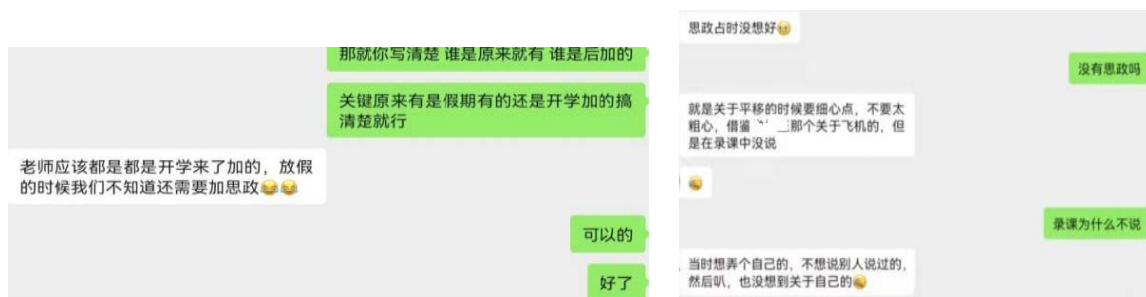 那就你写清楚 谁是原来就有 谁是后加的
关键原来有是假期有的还是开学加的搞
清楚就行
老师应该都是都是开学来了加的，放假
的时候我们不知道还需要加思政😂😂
可以的
好了
思政占时没想好
没有思政吗
就是关于平移的时候要细心点，不要太
粗心，借鉴
那个关于飞机的，但
是在录课中没说
录课为什么不说
当时想弄个自己的，不想说别人说过的，
然后叭，也没想到关于自己的